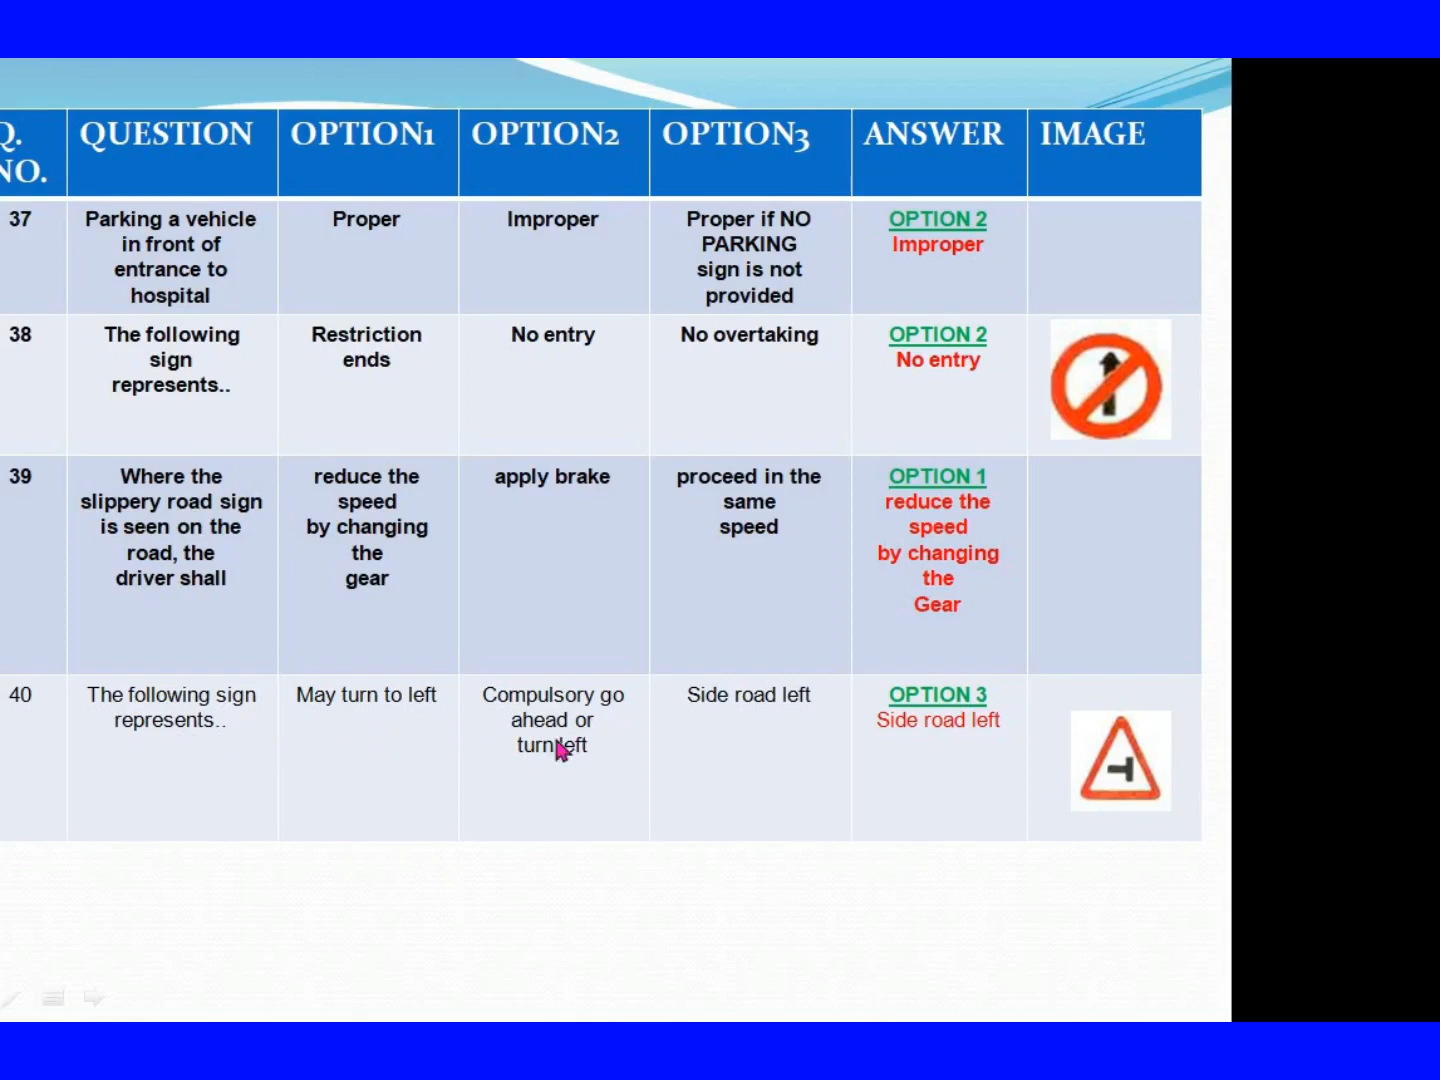 Q.
NO.
QUESTION
OPTION1
OPTION2
OPTION3
ANSWER
IMAGE
37
Parking a vehicle
in front of
entrance to
hospital
Proper
Improper
Proper if NO
PARKING
sign is not
provided
OPTION 2
Improper
38
The following
sign
represents..
Restriction
ends
No entry
No overtaking
OPTION 2
No entry
39
Where the
slippery road sign
is seen on the
road, the
driver shall
reduce the
speed
by changing
the
gear
apply brake
proceed in the
same
speed
OPTION 1
reduce the
speed
by changing
the
Gear
40
The following sign
represents..
May turn to left
Compulsory go
ahead or
turn left
Side road left
OPTION 3
Side road left